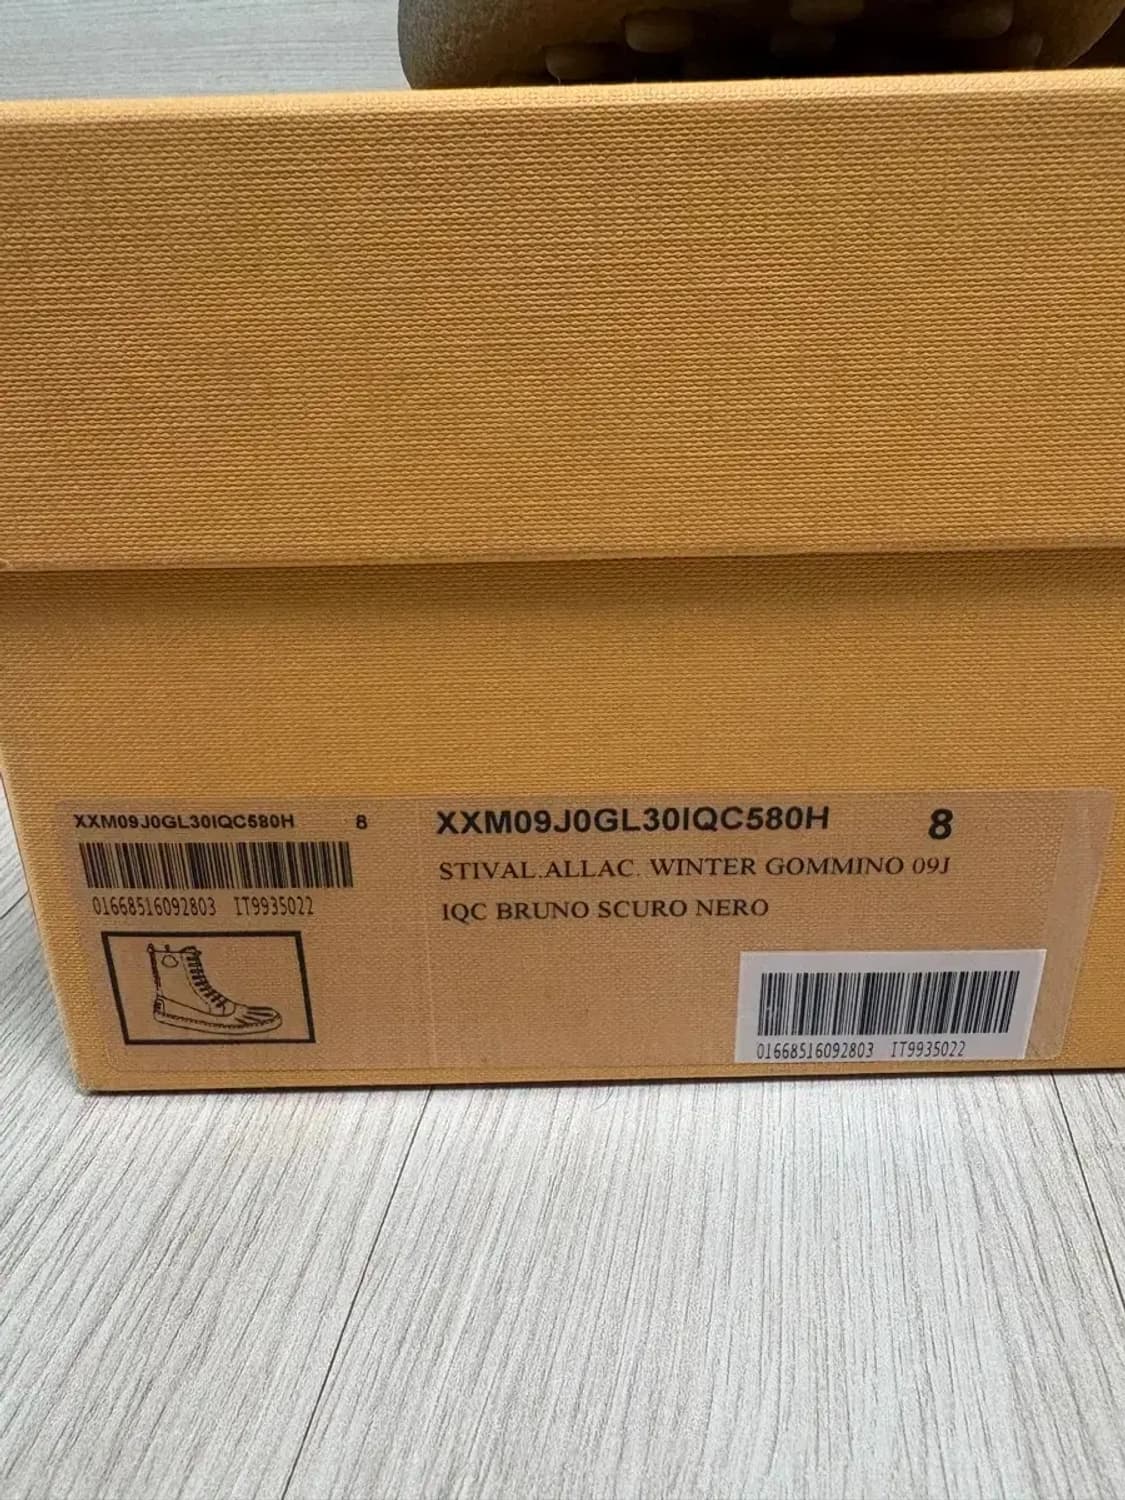 XXM09J0GL30IQC580H 8
01668516092803 IT9935022
XXM09J0GL30IQC580H 8
STIVAL.ALLAC. WINTER GOMMINO 09J
IQC BRUNO SCURO NERO
01668516092803 IT9935022